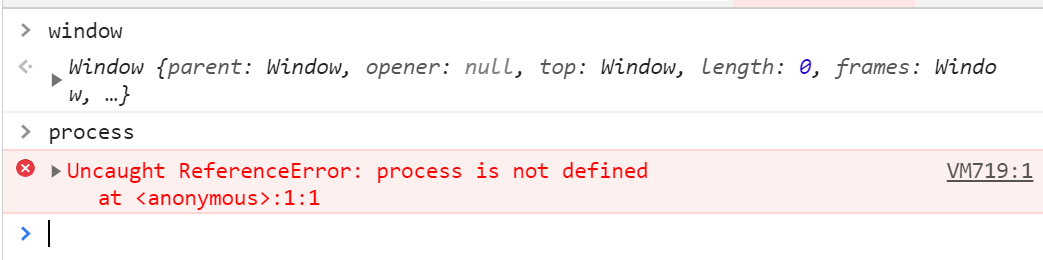 > window
<· ▶ Window {parent: Window, opener: null, top: Window, length: 0, frames: Windo
w, …}
> process
▶ Uncaught ReferenceError: process is not defined VM719:1
at <anonymous>:1:1
>